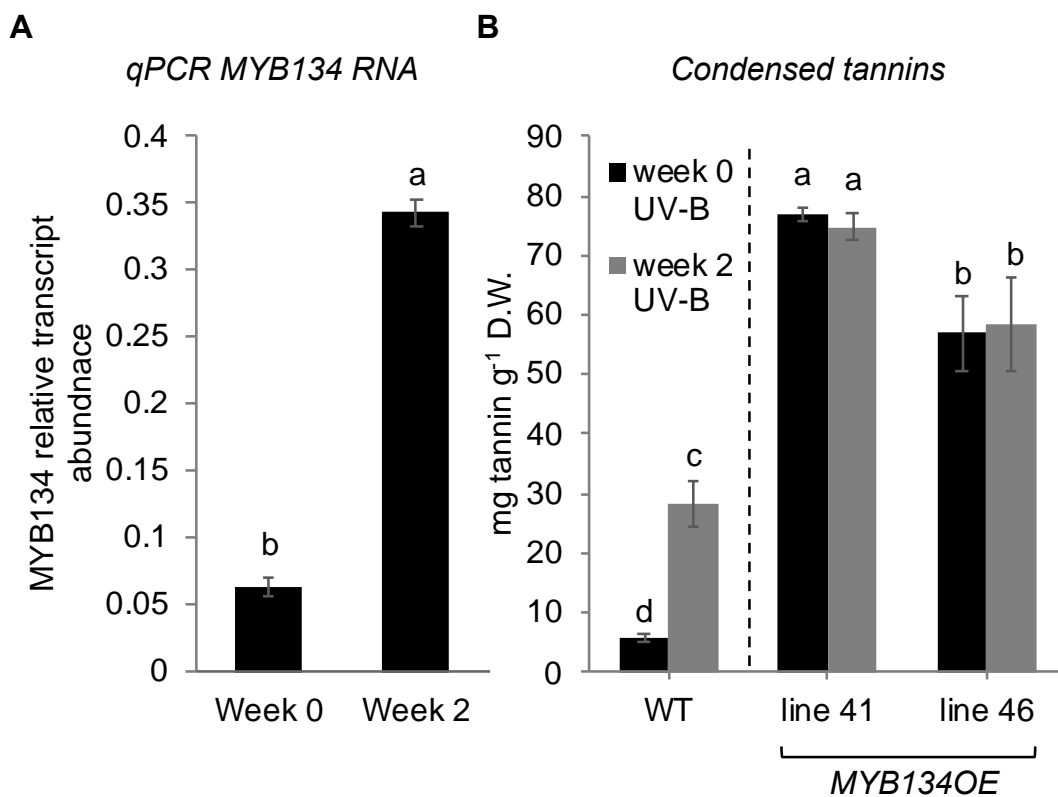 A
qPCR MYB134 RNA
MYB134 relative transcript
abundnace
0.4
0.35
0.3
0.25
0.2
0.15
0.1
0.05
0
b
a
Week 0
Week 2
B
Condensed tannins
mg tannin g⁻¹ D.W.
90
80
70
60
50
40
30
20
10
0
week 0
UV-B
week 2
UV-B
d
c
a
a
b
b
WT
line 41
line 46
MYB134OE